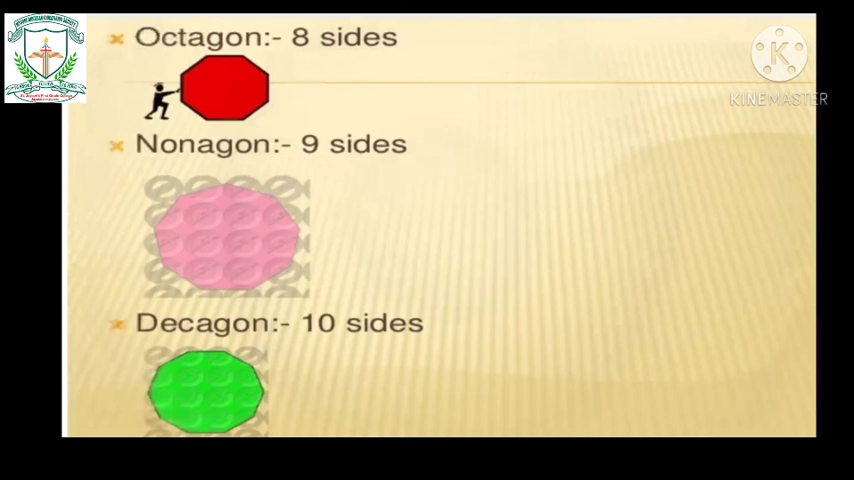 Octagon:- 8 sides
K
KINEMASTER
Nonagon:- 9 sides
Decagon:- 10 sides